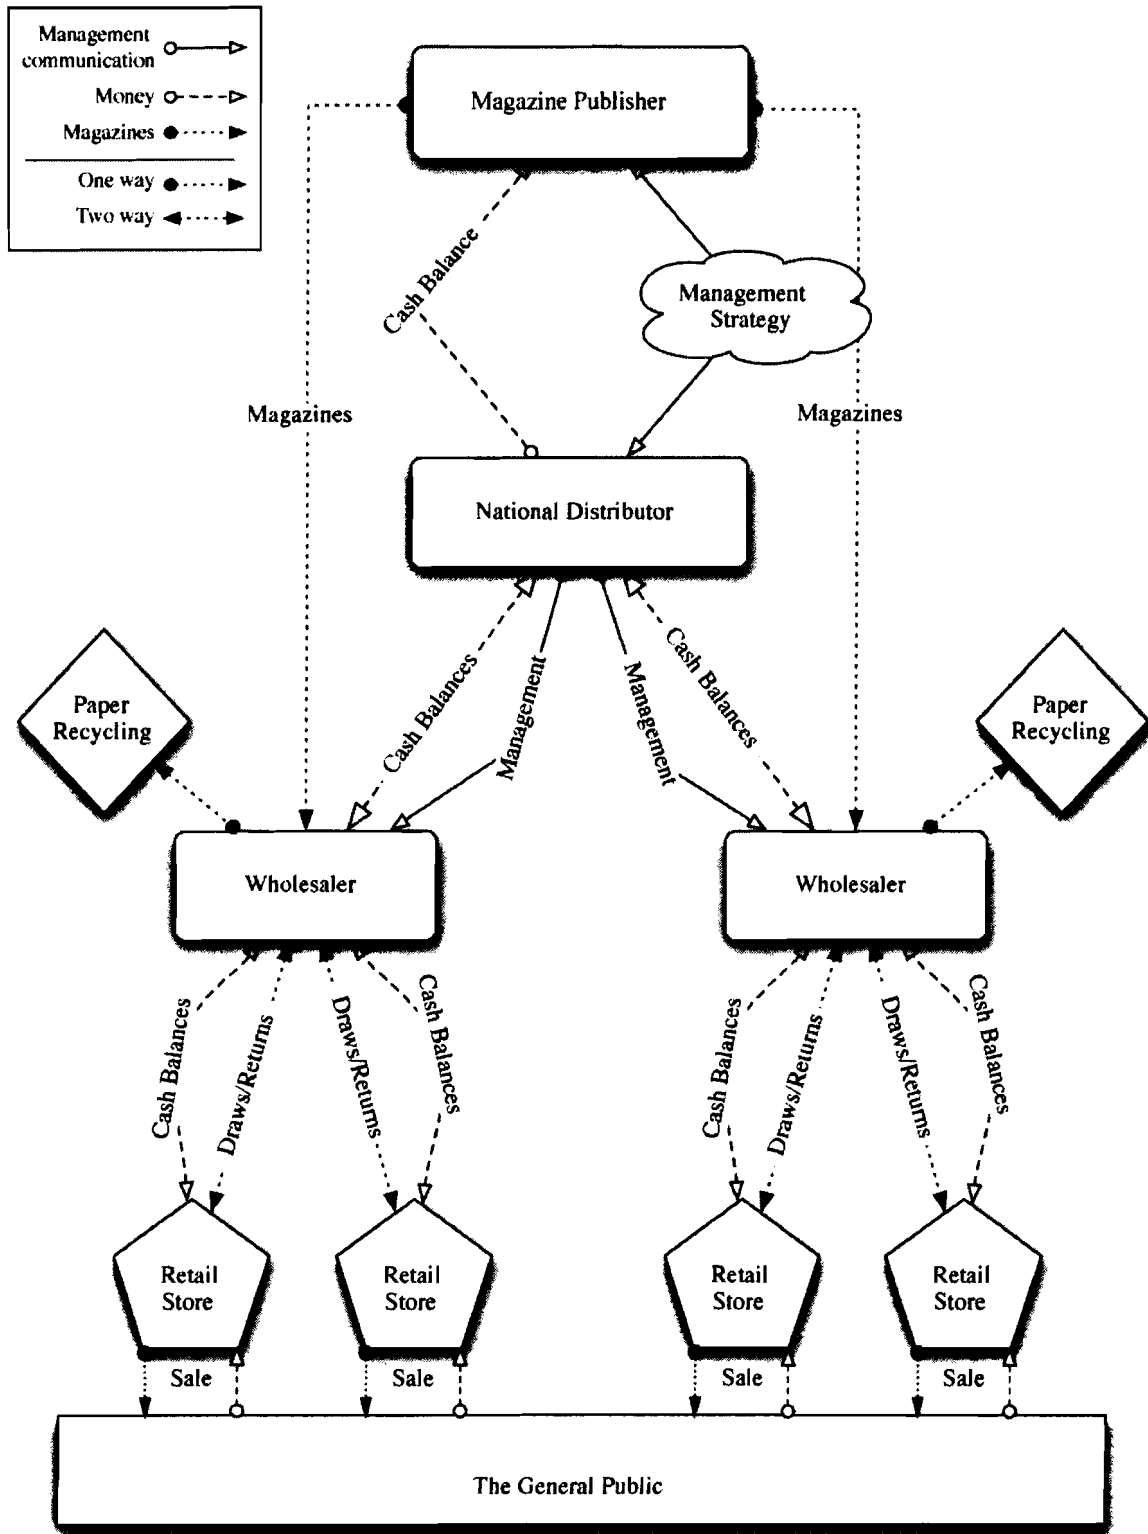 Management
communication
Money
Magazines
One way
Two way
Magazine Publisher
Cash Balance
Management
Strategy
Magazines
Magazines
National Distributor
Cash Balances
Management
Management
Cash Balances
Paper
Recycling
Paper
Recycling
Wholesaler
Wholesaler
Cash Balances
Draws/Returns
Draws/Returns
Cash Balances
Cash Balances
Draws/Returns
Draws/Returns
Cash Balances
Retail
Store
Retail
Store
Retail
Store
Retail
Store
Sale
Sale
Sale
Sale
The General Public